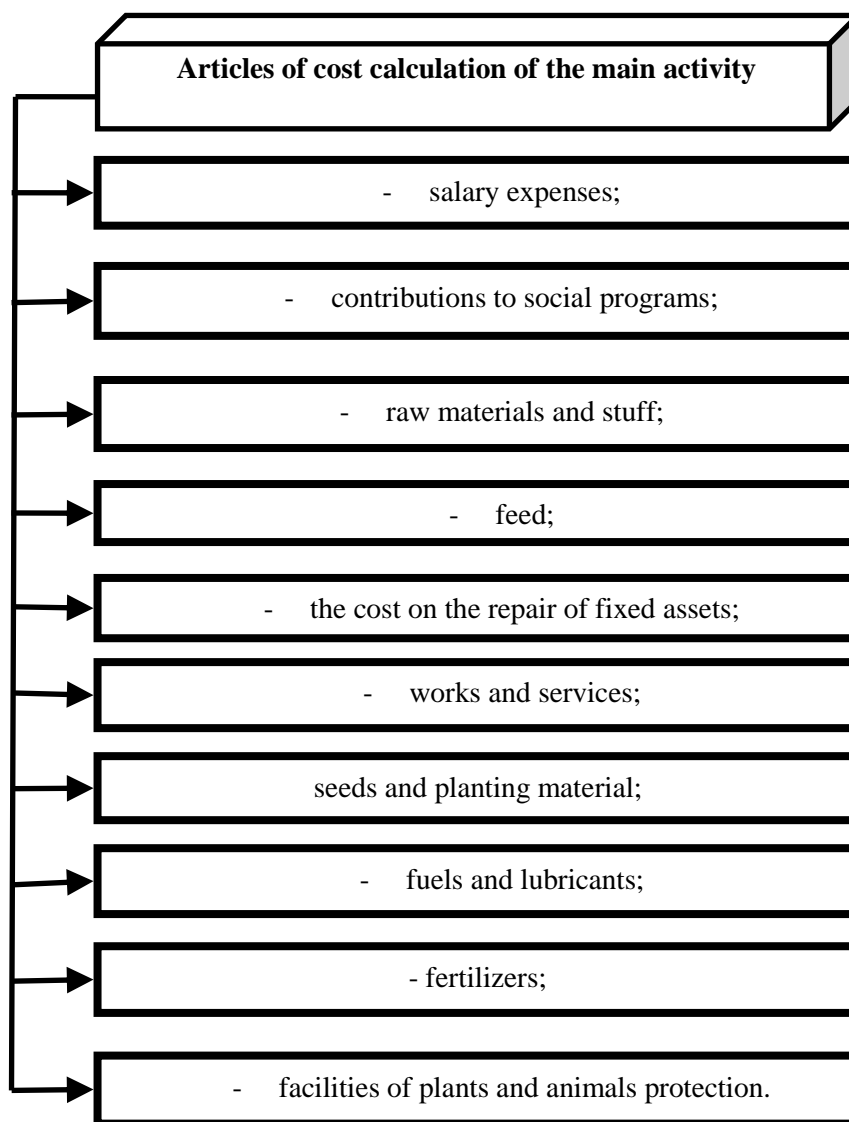 Articles of cost calculation of the main activity
- salary expenses;
- contributions to social programs;
- raw materials and stuff;
- feed;
- the cost on the repair of fixed assets;
- works and services;
seeds and planting material;
- fuels and lubricants;
- fertilizers;
- facilities of plants and animals protection.